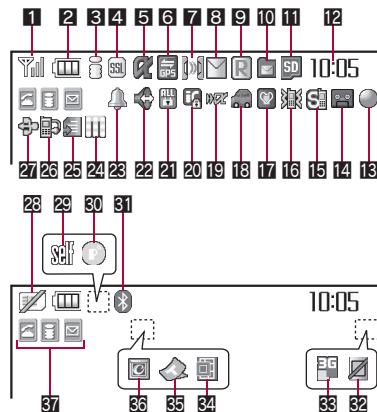 1 2 3 4 5 6 7 8 9 10 11 12
SSL GPS R SD 10:05
ALL
27 26 25 24 23 22 21 20 19 18 17 16 15 14 13
28 29 30 31
self P
10:05
3G
37 36 35 34 33 32